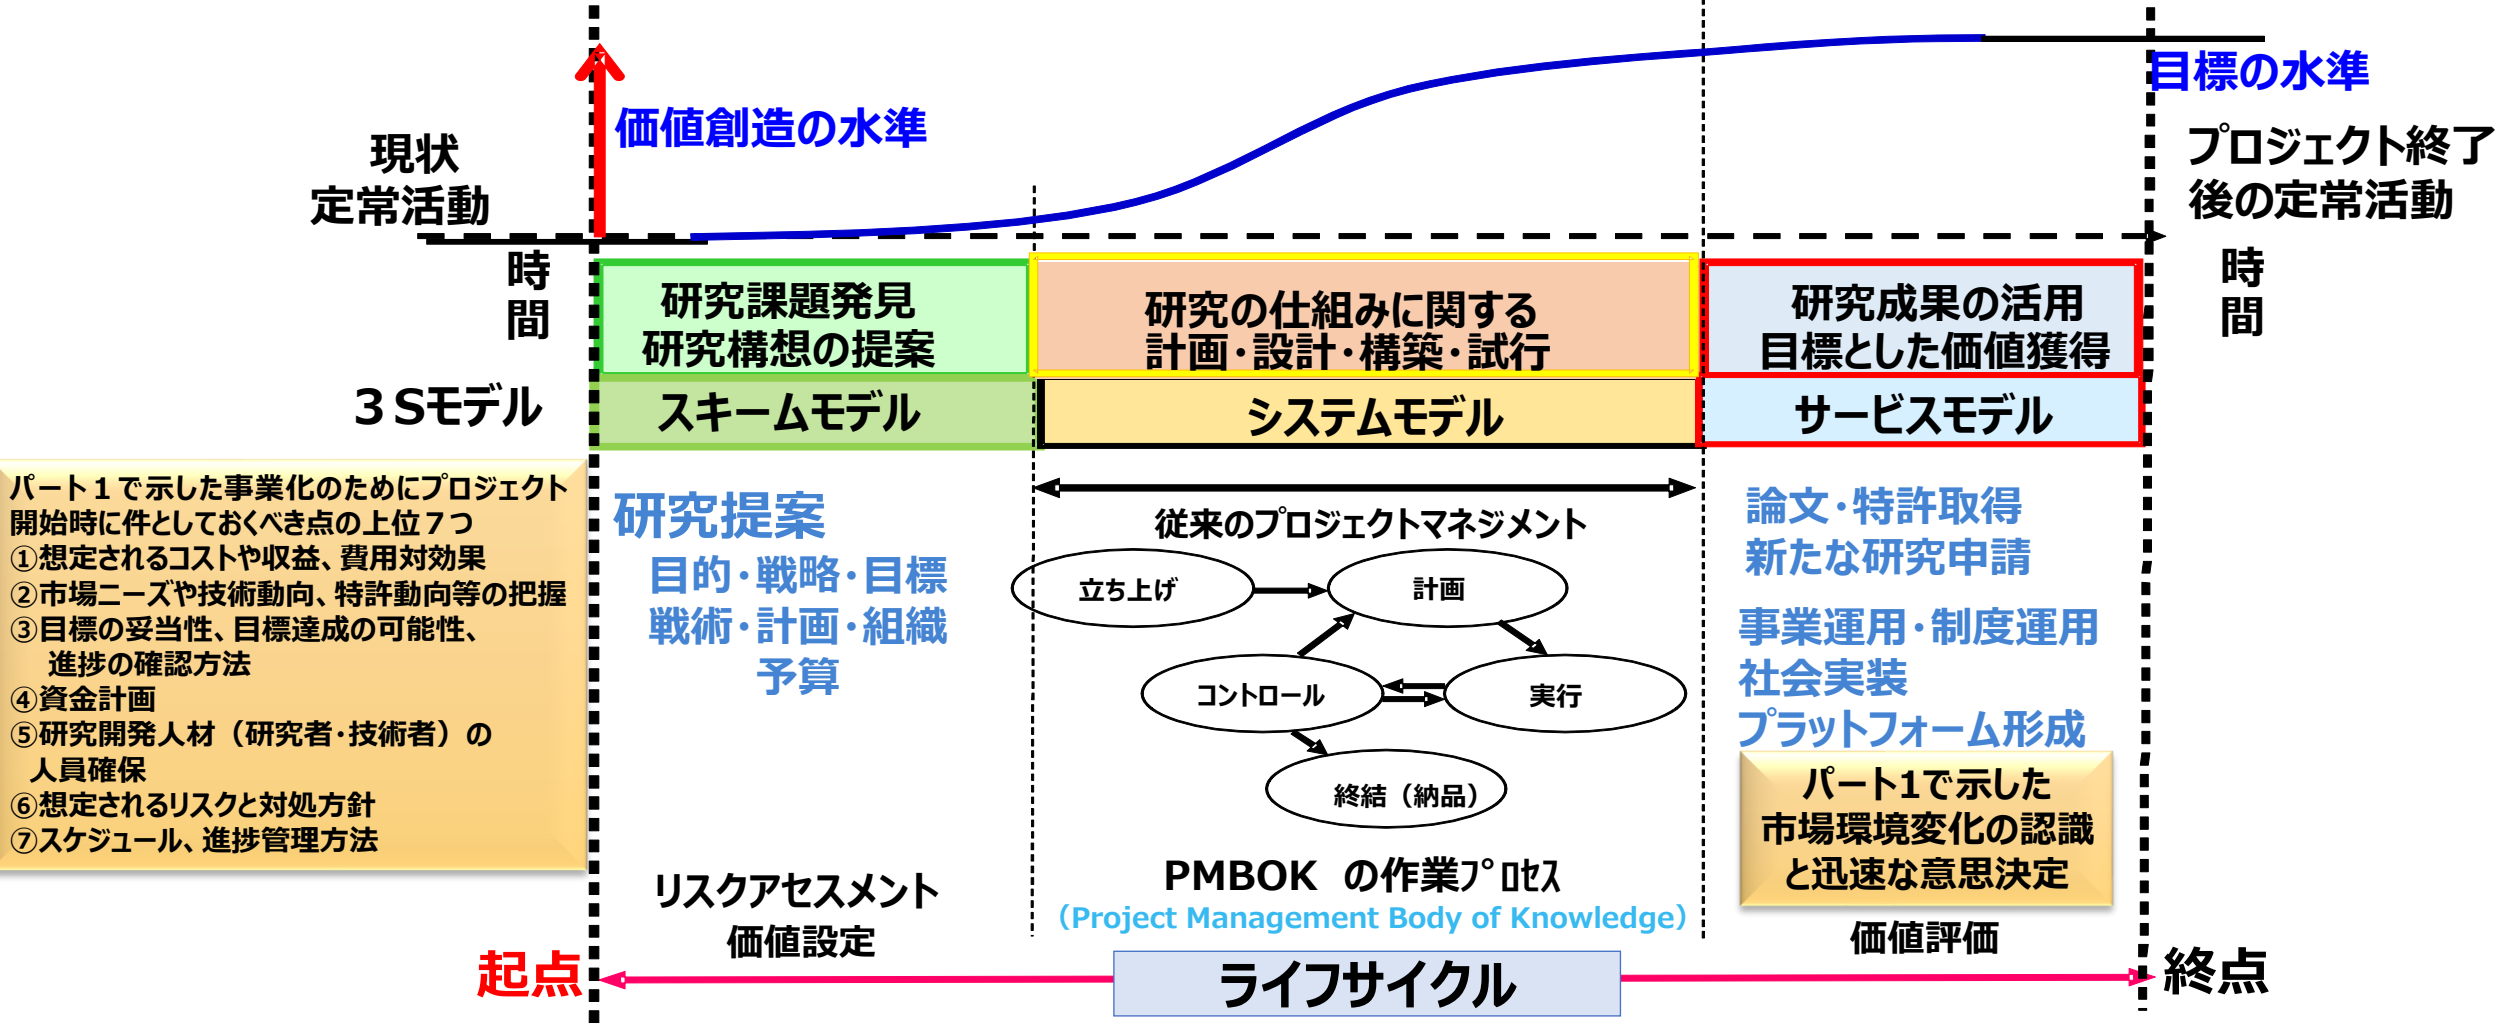 目標の水準
価値創造の水準
現状
定常活動
プロジェクト終了
後の定常活動
時
間
時
間
研究課題発見
研究構想の提案
研究の仕組みに関する
計画・設計・構築・試行
研究成果の活用
目標とした価値獲得
３Sモデル
スキームモデル
システムモデル
サービスモデル
パート１で示した事業化のためにプロジェクト
開始時に件としておくべき点の上位７つ
①想定されるコストや収益、費用対効果
②市場ニーズや技術動向、特許動向等の把握
③目標の妥当性、目標達成の可能性、
進捗の確認方法
④資金計画
⑤研究開発人材（研究者・技術者）の
人員確保
⑥想定されるリスクと対処方針
⑦スケジュール、進捗管理方法
研究提案
目的・戦略・目標
戦術・計画・組織
予算
従来のプロジェクトマネジメント
立ち上げ
計画
コントロール
実行
終結（納品）
論文・特許取得
新たな研究申請
事業運用・制度運用
社会実装
プラットフォーム形成
パート1で示した
市場環境変化の認識
と迅速な意思決定
リスクアセスメント
価値設定
PMBOK　の作業ﾌﾟﾛｾｽ
（Project Management Body of Knowledge）
価値評価
起点
ライフサイクル
終点